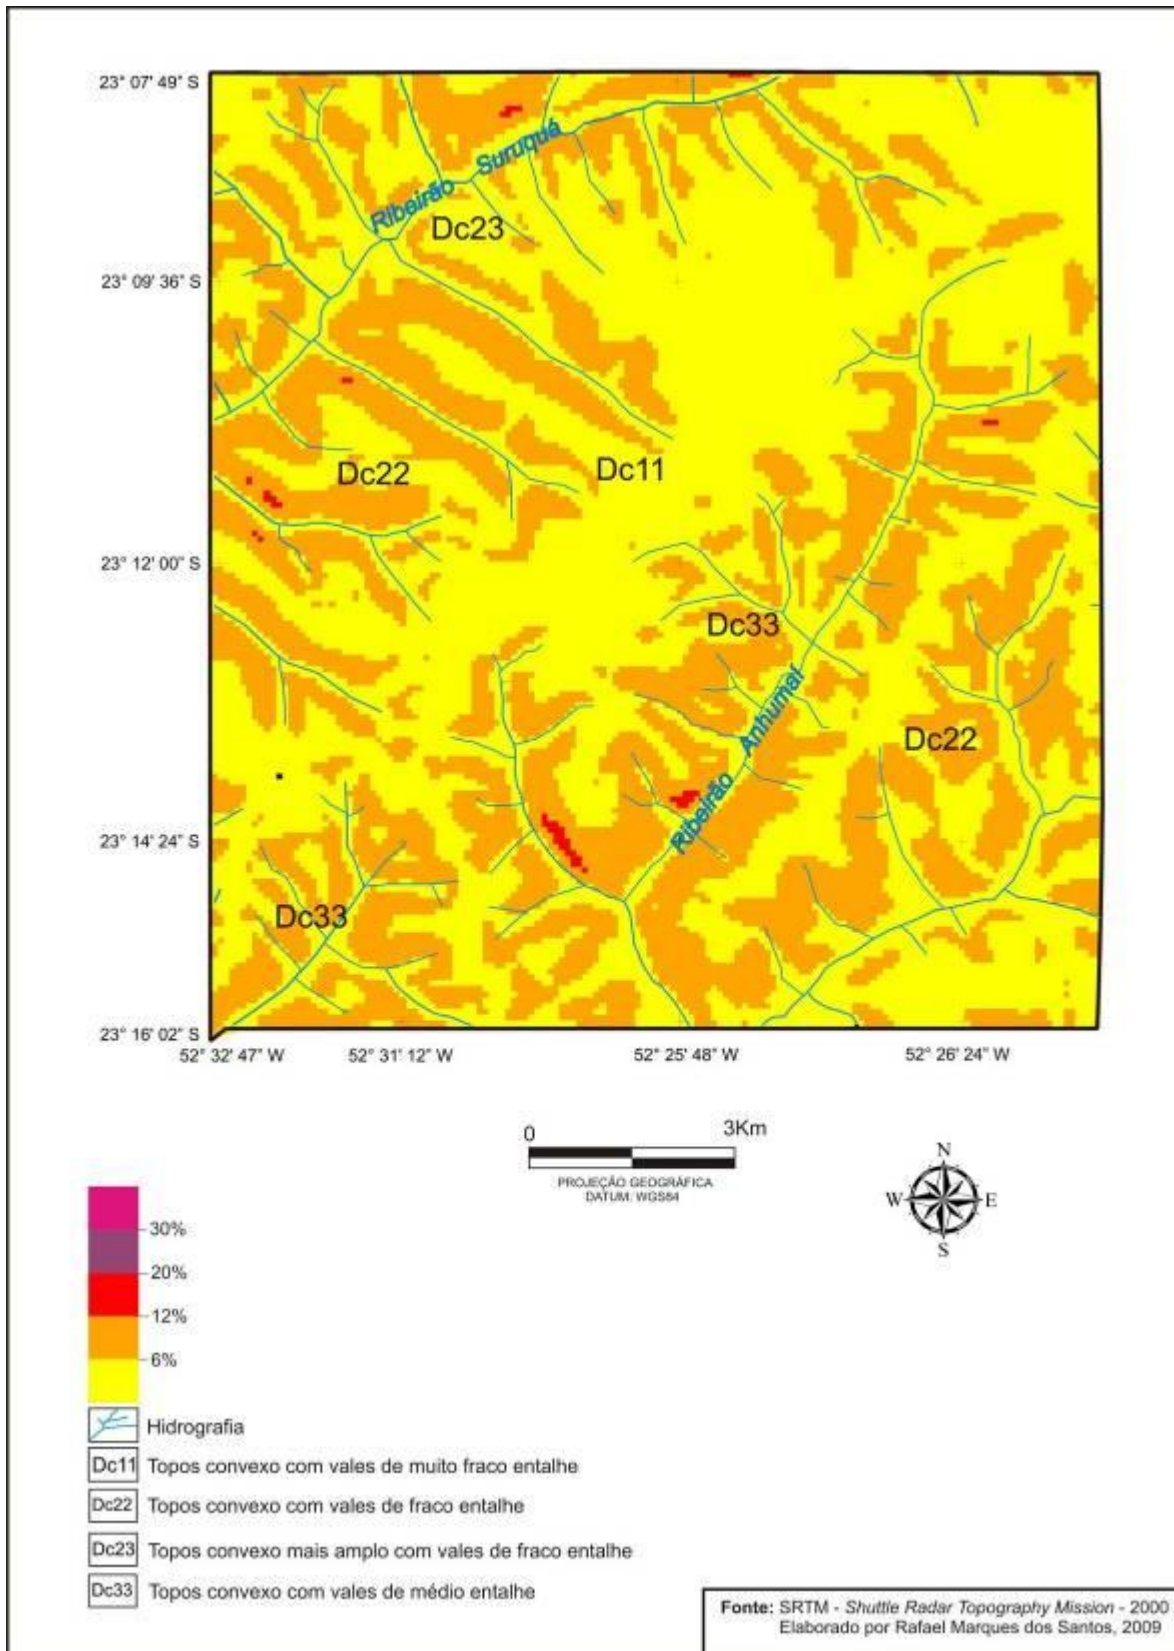 23° 07' 49" S
Ribeirão Suruquá
Dc23
23° 09' 36" S
Dc22
Dc11
23° 12' 00" S
Dc33
Ribeirão Anhumaí
Dc22
23° 14' 24" S
Dc33
23° 16' 02" S
52° 32' 47" W
52° 31' 12" W
52° 25' 48" W
52° 26' 24" W
0
3Km
PROJEÇÃO GEOGRÁFICA
DATUM: WGS84
N
W
E
S
30%
20%
12%
6%
Hidrografia
Dc11 Topos convexo com vales de muito fraco entalhe
Dc22 Topos convexo com vales de fraco entalhe
Dc23 Topos convexo mais amplo com vales de fraco entalhe
Dc33 Topos convexo com vales de médio entalhe
Fonte: SRTM - Shuttle Radar Topography Mission - 2000
Elaborado por Rafael Marques dos Santos, 2009